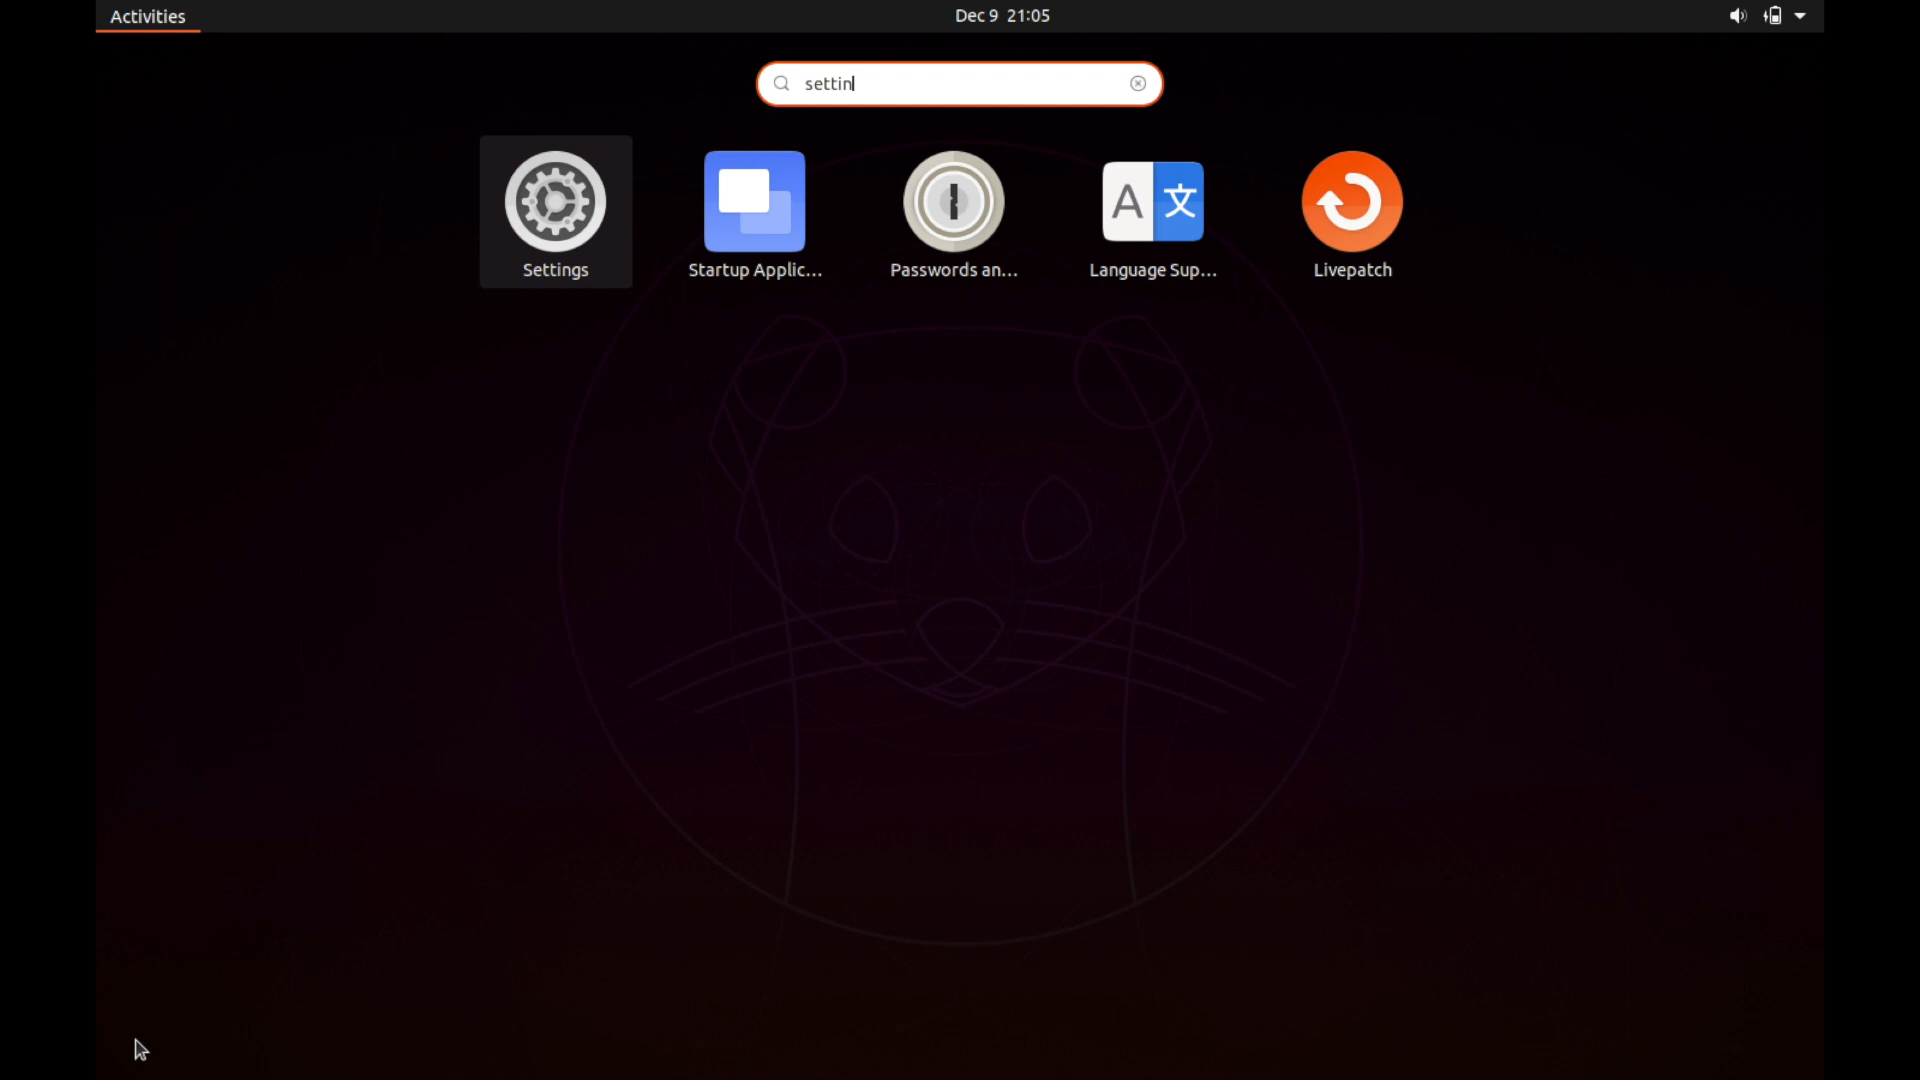 Activities
Dec 9 21:05
settin
Settings
Startup Applic...
Passwords an...
A 文
Language Sup...
Livepatch